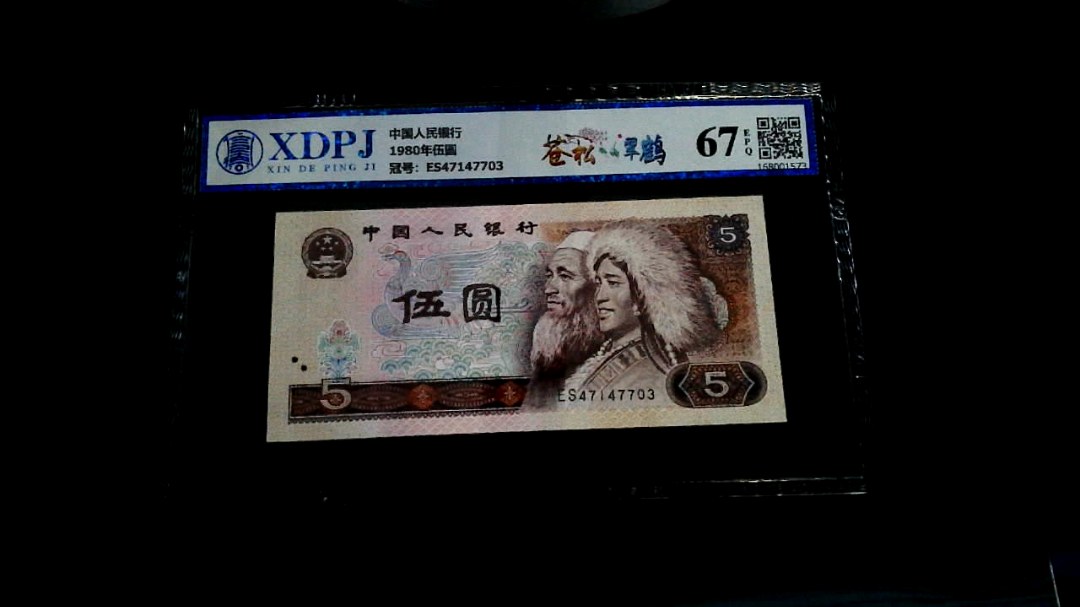 XDPJ
XIN DE PING JI
中国人民银行
1980年伍圆
冠号：ES47147703
苍松翠鹤
67
EPQ
168001573
中国人民银行
5
伍圆
5
ES47147703
5